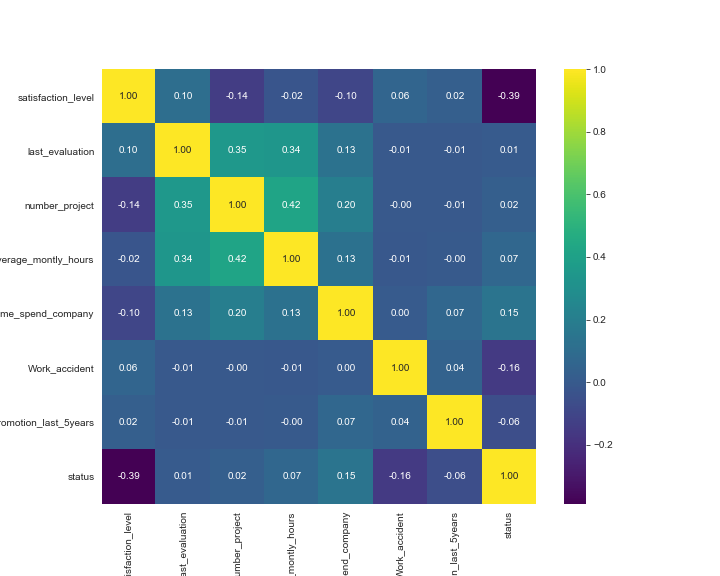 satisfaction_level 1.00 0.10 -0.14 -0.02 -0.10 0.06 0.02 -0.39
last_evaluation 0.10 1.00 0.35 0.34 0.13 -0.01 -0.01 0.01
number_project -0.14 0.35 1.00 0.42 0.20 -0.00 -0.01 0.02
verage_montly_hours -0.02 0.34 0.42 1.00 0.13 -0.01 -0.00 0.07
me_spend_company -0.10 0.13 0.20 0.13 1.00 0.00 0.07 0.15
Work_accident 0.06 -0.01 -0.00 -0.01 0.00 1.00 0.04 -0.16
romotion_last_5years 0.02 -0.01 -0.01 -0.00 0.07 0.04 1.00 -0.06
status -0.39 0.01 0.02 0.07 0.15 -0.16 -0.06 1.00
sfaction_level
ast_evaluation
umber_project
_montly_hours
end_company
Work_accident
n_last_5years
status
1.0
0.8
0.6
0.4
0.2
0.0
−0.2